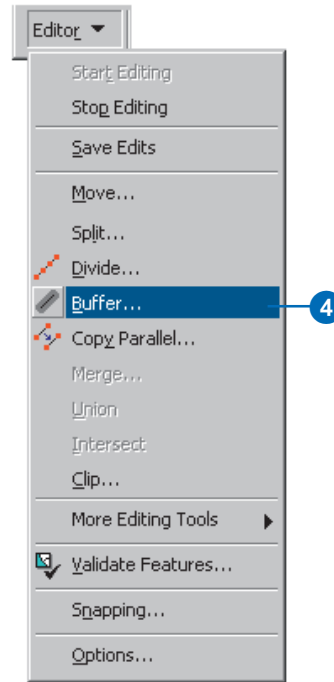 Editor
Start Editing
Stop Editing
Save Edits
Move...
Split...
Divide...
Buffer...
4
Copy Parallel...
Merge...
Union
Intersect
Clip...
More Editing Tools
Validate Features...
Snapping...
Options...